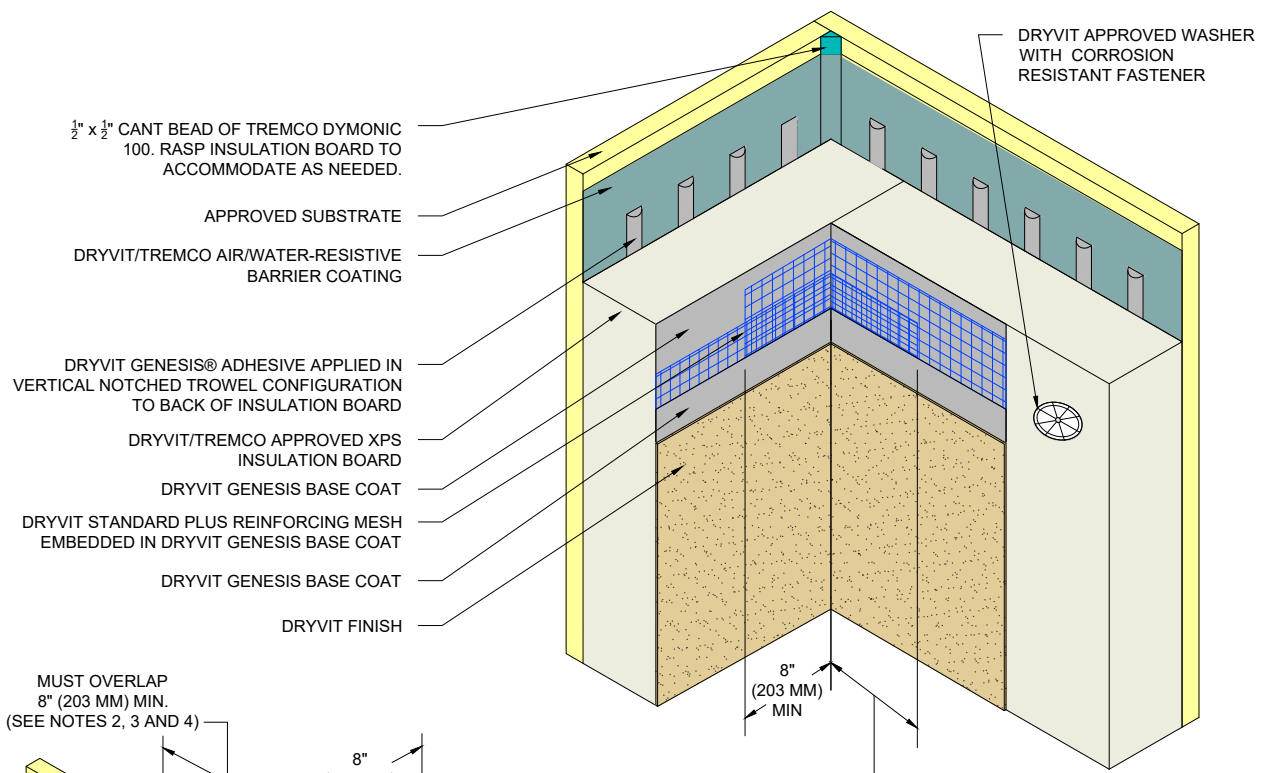 DRYVIT APPROVED WASHER
WITH CORROSION
RESISTANT FASTENER
½" x ½" CANT BEAD OF TREMCO DYMONIC
100. RASP INSULATION BOARD TO
ACCOMMODATE AS NEEDED.
APPROVED SUBSTRATE
DRYVIT/TREMCO AIR/WATER-RESISTIVE
BARRIER COATING
DRYVIT GENESIS® ADHESIVE APPLIED IN
VERTICAL NOTCHED TROWEL CONFIGURATION
TO BACK OF INSULATION BOARD
DRYVIT/TREMCO APPROVED XPS
INSULATION BOARD
DRYVIT GENESIS BASE COAT
DRYVIT STANDARD PLUS REINFORCING MESH
EMBEDDED IN DRYVIT GENESIS BASE COAT
DRYVIT GENESIS BASE COAT
DRYVIT FINISH
8"
(203 MM)
MIN
MUST OVERLAP
8" (203 MM) MIN.
(SEE NOTES 2, 3 AND 4)
8"